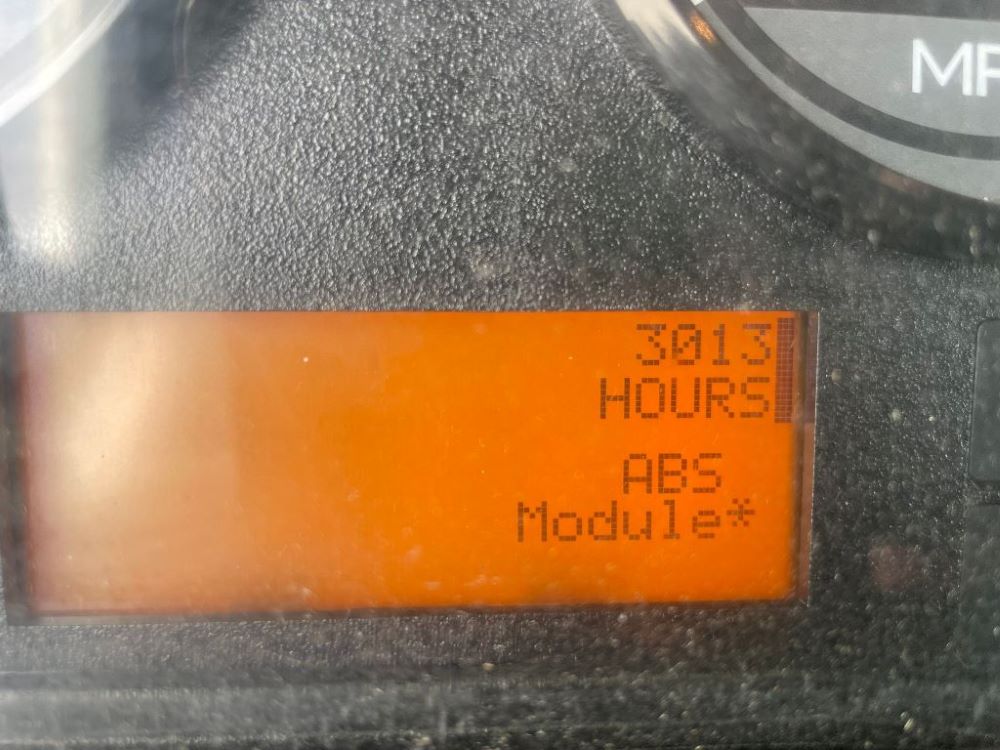 3013
HOURS
ABS
Module*